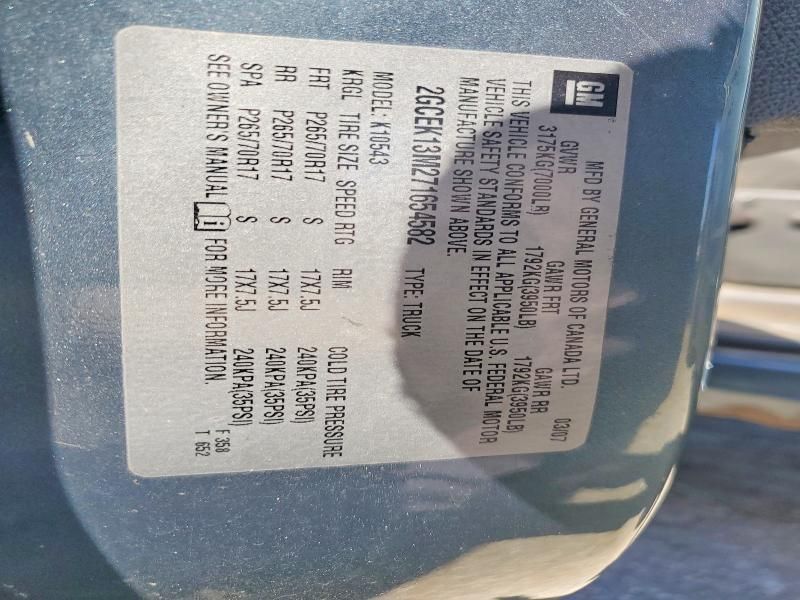 GM
MFD BY GENERAL MOTORS OF CANADA LTD. 03/07
GVWR GAWR FRT GAWR RR
3175KG(7000LB) 1792KG(3950LB) 1792KG(3950LB)
THIS VEHICLE CONFORMS TO ALL APPLICABLE U.S. FEDERAL MOTOR
VEHICLE SAFETY STANDARDS IN EFFECT ON THE DATE OF
MANUFACTURE SHOWN ABOVE.
2GCEK13M271654582 TYPE: TRUCK
MODEL: K10543
KRGL TIRE SIZE SPEED RTG RIM COLD TIRE PRESSURE
FRT P265/70R17 S 17X7.5J 240KPA(35PSI)
RR P265/70R17 S 17X7.5J 240KPA(35PSI)
SPA P265/70R17 S 17X7.5J 240KPA(35PSI)
SEE OWNER'S MANUAL i FOR MORE INFORMATION.
F 358
T 652